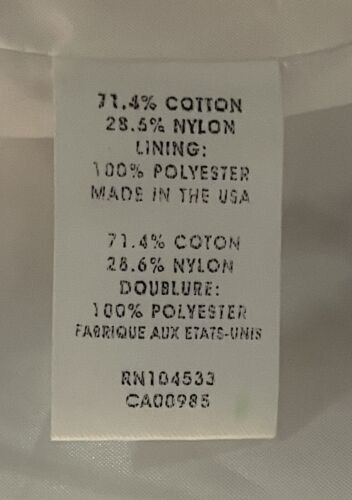 71.4% COTTON
28.6% NYLON
LINING:
100% POLYESTER
MADE IN THE USA
71.4% COTON
28.6% NYLON
DOUBLURE:
100% POLYESTER
FABRIQUE AUX ETATS-UNIS
RN104533
CA00985